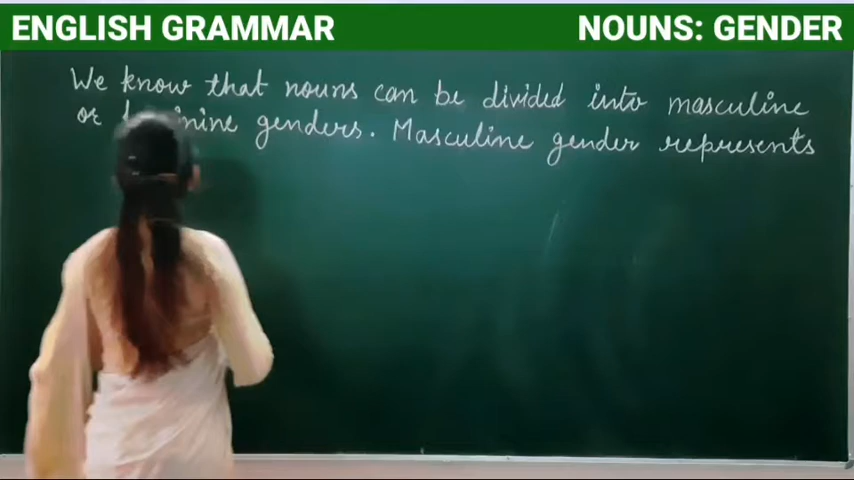 ENGLISH GRAMMAR
NOUNS: GENDER
We know that nouns can be divided into masculine
or genders. Masculine gender represents